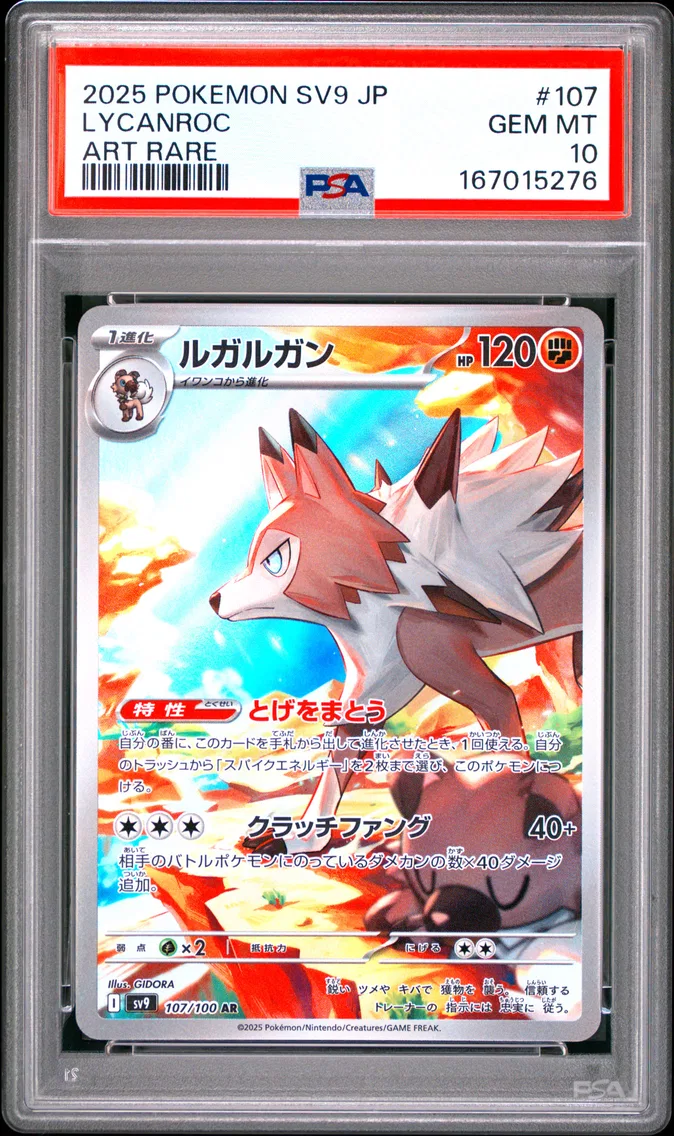 2025 POKEMON SV9 JP #107
LYCANROC GEM MT
ART RARE 10
PSA 167015276
1進化
ルガルガン HP 120
イワンコから進化
特性 とくせい とげをまとう
自分の番に、このカードを手札から出して進化させたとき、1回使える。自分
のトラッシュから「スパイクエネルギー」を2枚まで選び、このポケモンにつ
ける。
クラッチファング 40+
相手のバトルポケモンにのっているダメカンの数×40ダメージ
追加。
弱点 ×2 抵抗力 にげる
Illus. GIDORA
鋭い ツメや キバで 獲物を 襲う。信頼する
I sv9 107/100 AR トレーナーの 指示には 忠実に 従う。
©2025 Pokémon/Nintendo/Creatures/GAME FREAK.
PSA